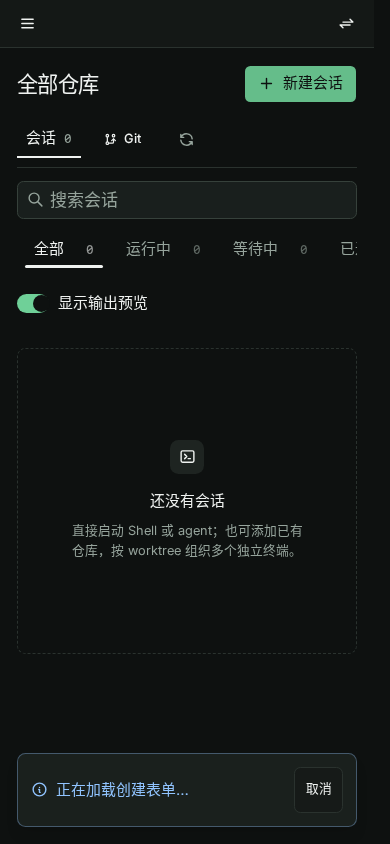 全部仓库
新建会话
会话 0
Git
搜索会话
全部 0
运行中 0
等待中 0
显示输出预览
还没有会话
直接启动 Shell 或 agent；也可添加已有
仓库，按 worktree 组织多个独立终端。
正在加载创建表单...
取消